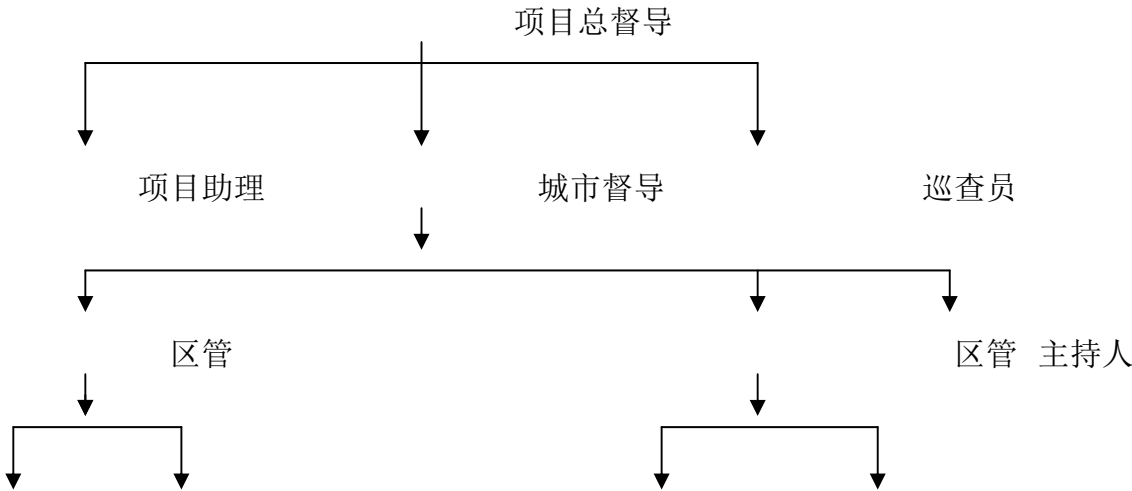 项目总督导
项目助理 城市督导 巡查员
区管 区管 主持人